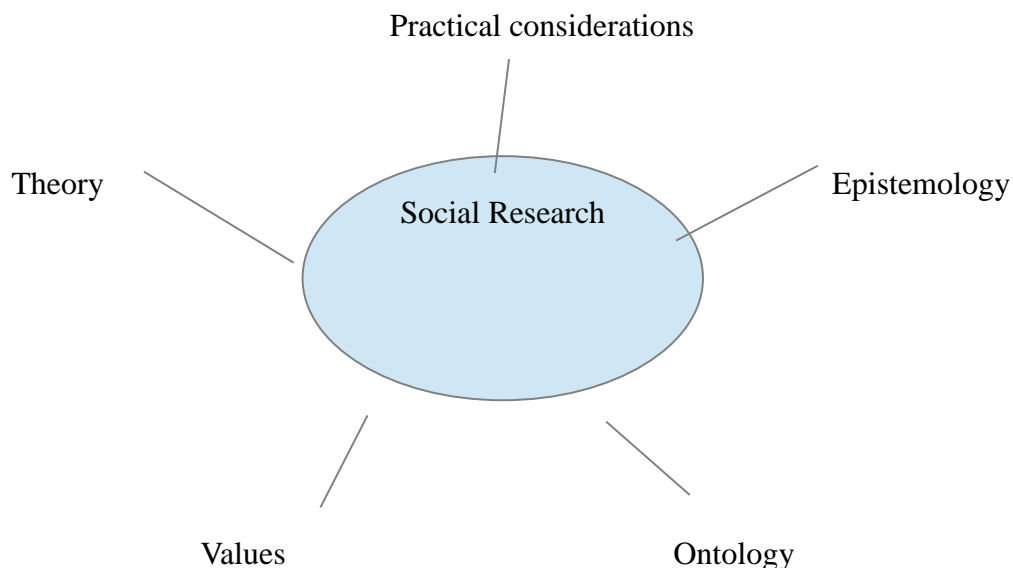 Practical considerations
Theory
Epistemology
Social Research
Values
Ontology